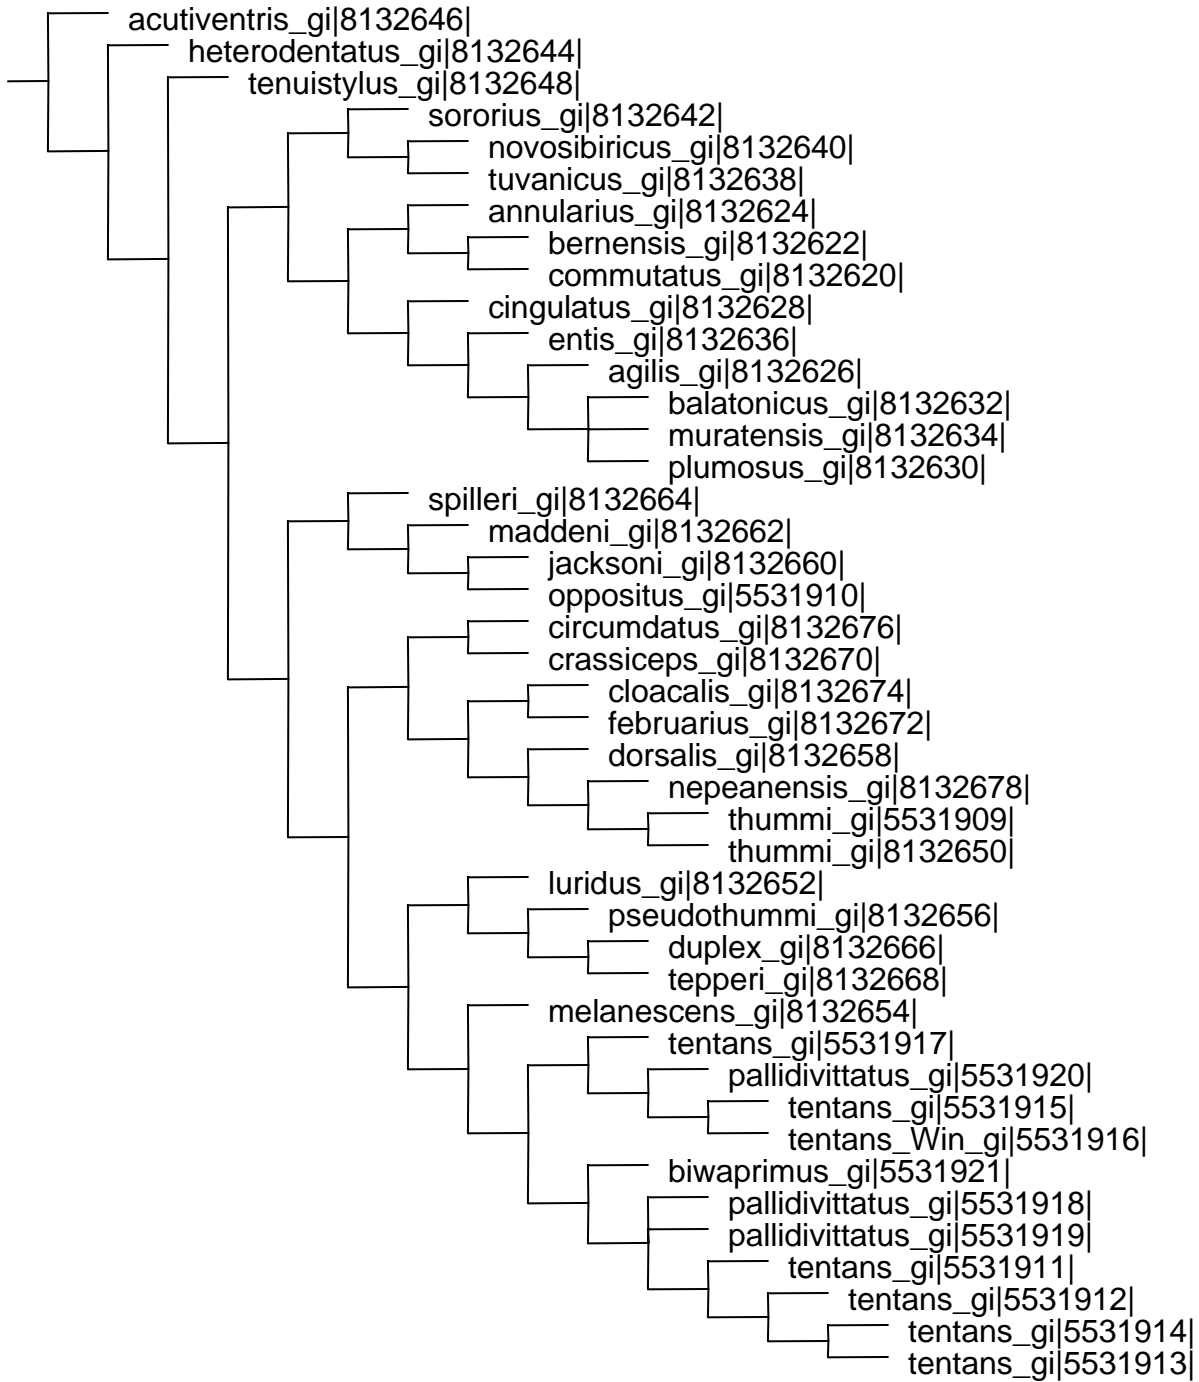 acutiventris_gi|8132646|
heterodentatus_gi|8132644|
tenuistylus_gi|8132648|
sororius_gi|8132642|
novosibiricus_gi|8132640|
tuvanicus_gi|8132638|
annularius_gi|8132624|
bernensis_gi|8132622|
commutatus_gi|8132620|
cingulatus_gi|8132628|
entis_gi|8132636|
agilis_gi|8132626|
balatonicus_gi|8132632|
muratensis_gi|8132634|
plumosus_gi|8132630|
spilleri_gi|8132664|
maddeni_gi|8132662|
jacksoni_gi|8132660|
oppositus_gi|5531910|
circumdatus_gi|8132676|
crassiceps_gi|8132670|
cloacalis_gi|8132674|
februarius_gi|8132672|
dorsalis_gi|8132658|
nepeanensis_gi|8132678|
thummi_gi|5531909|
thummi_gi|8132650|
luridus_gi|8132652|
pseudothummi_gi|8132656|
duplex_gi|8132666|
tepperi_gi|8132668|
melanescens_gi|8132654|
tentans_gi|5531917|
pallidivittatus_gi|5531920|
tentans_gi|5531915|
tentans_Win_gi|5531916|
biwaprimus_gi|5531921|
pallidivittatus_gi|5531918|
pallidivittatus_gi|5531919|
tentans_gi|5531911|
tentans_gi|5531912|
tentans_gi|5531914|
tentans_gi|5531913|